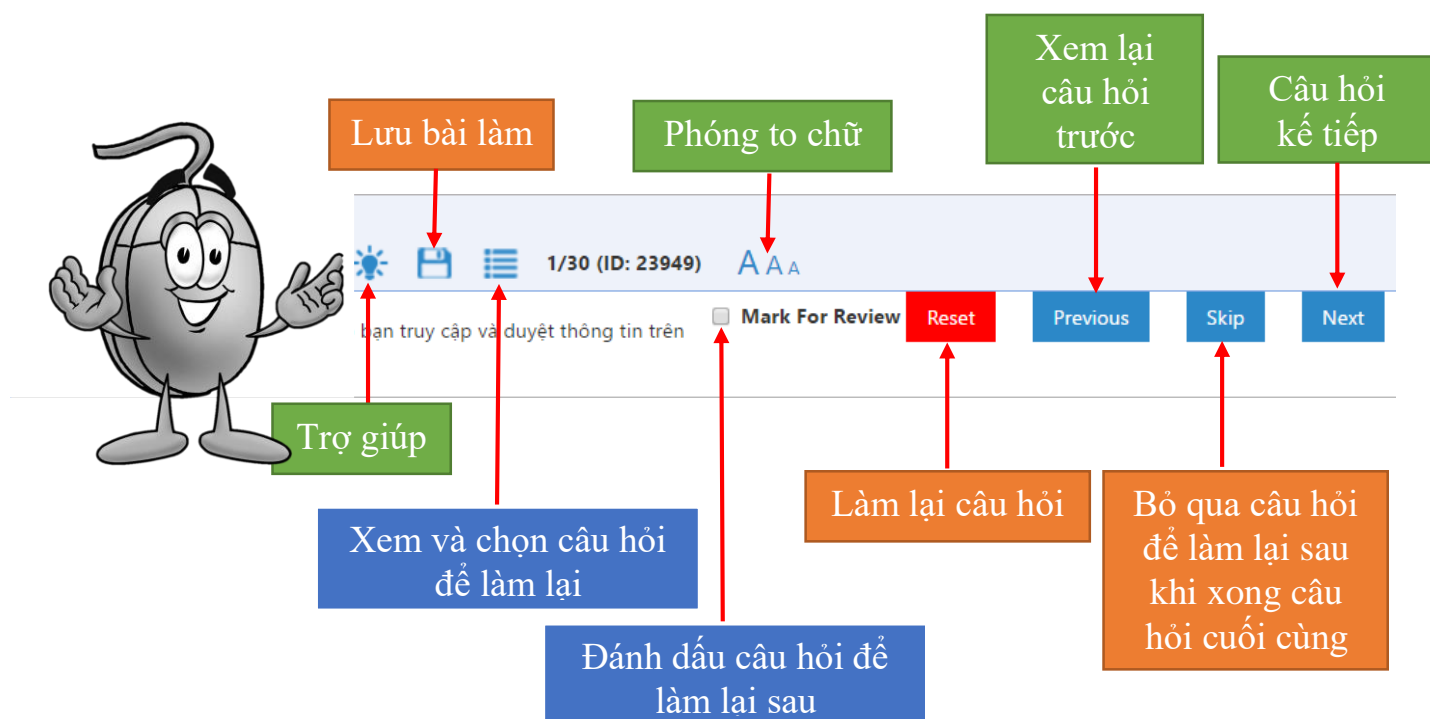 Xem lại
câu hỏi
trước
Câu hỏi
kế tiếp
Lưu bài làm
Phóng to chữ
1/30 (ID: 23949)
A A A
bạn truy cập và duyệt thông tin trên
Mark For Review
Reset
Previous
Skip
Next
Trợ giúp
Làm lại câu hỏi
Bỏ qua câu hỏi
để làm lại sau
khi xong câu
hỏi cuối cùng
Xem và chọn câu hỏi
để làm lại
Đánh dấu câu hỏi để
làm lại sau